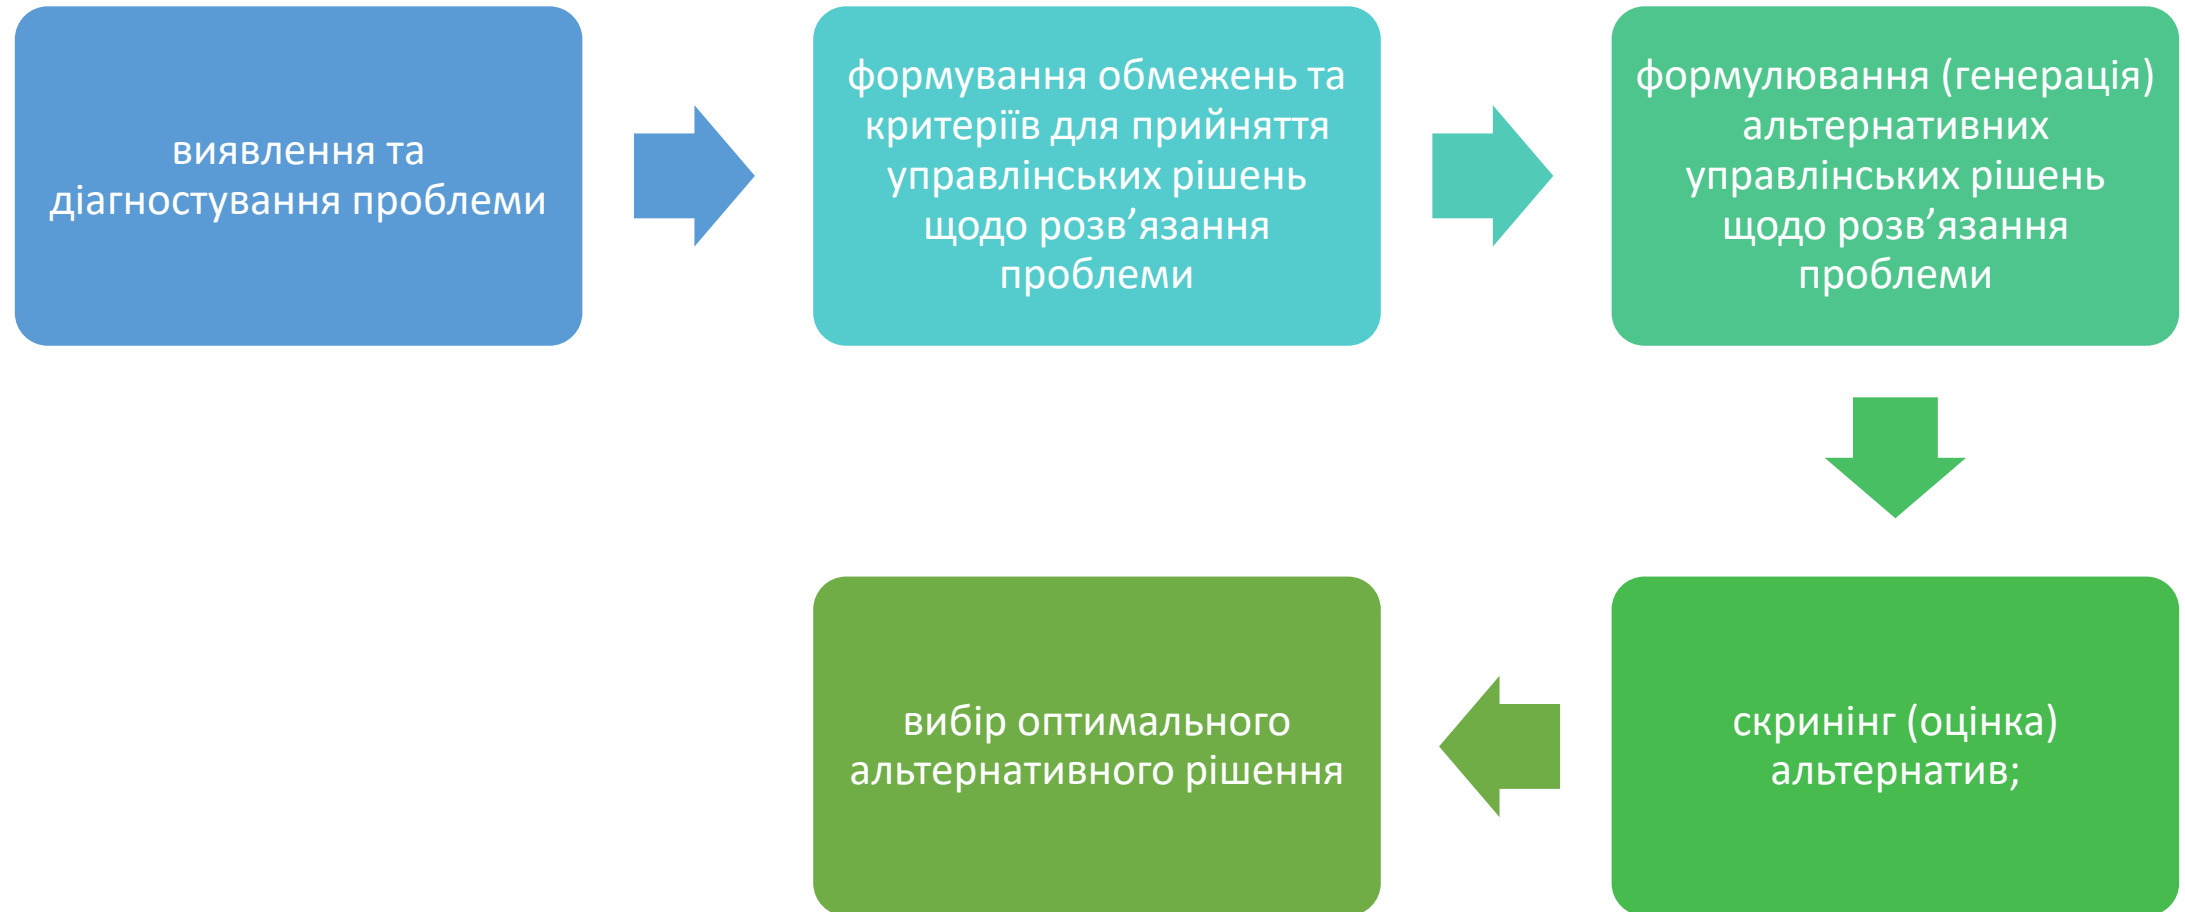 виявлення та
діагностування проблеми
формування обмежень та
критеріїв для прийняття
управлінських рішень
щодо розв’язання
проблеми
формулювання (генерація)
альтернативних
управлінських рішень
щодо розв’язання
проблеми
скринінг (оцінка)
альтернатив;
вибір оптимального
альтернативного рішення